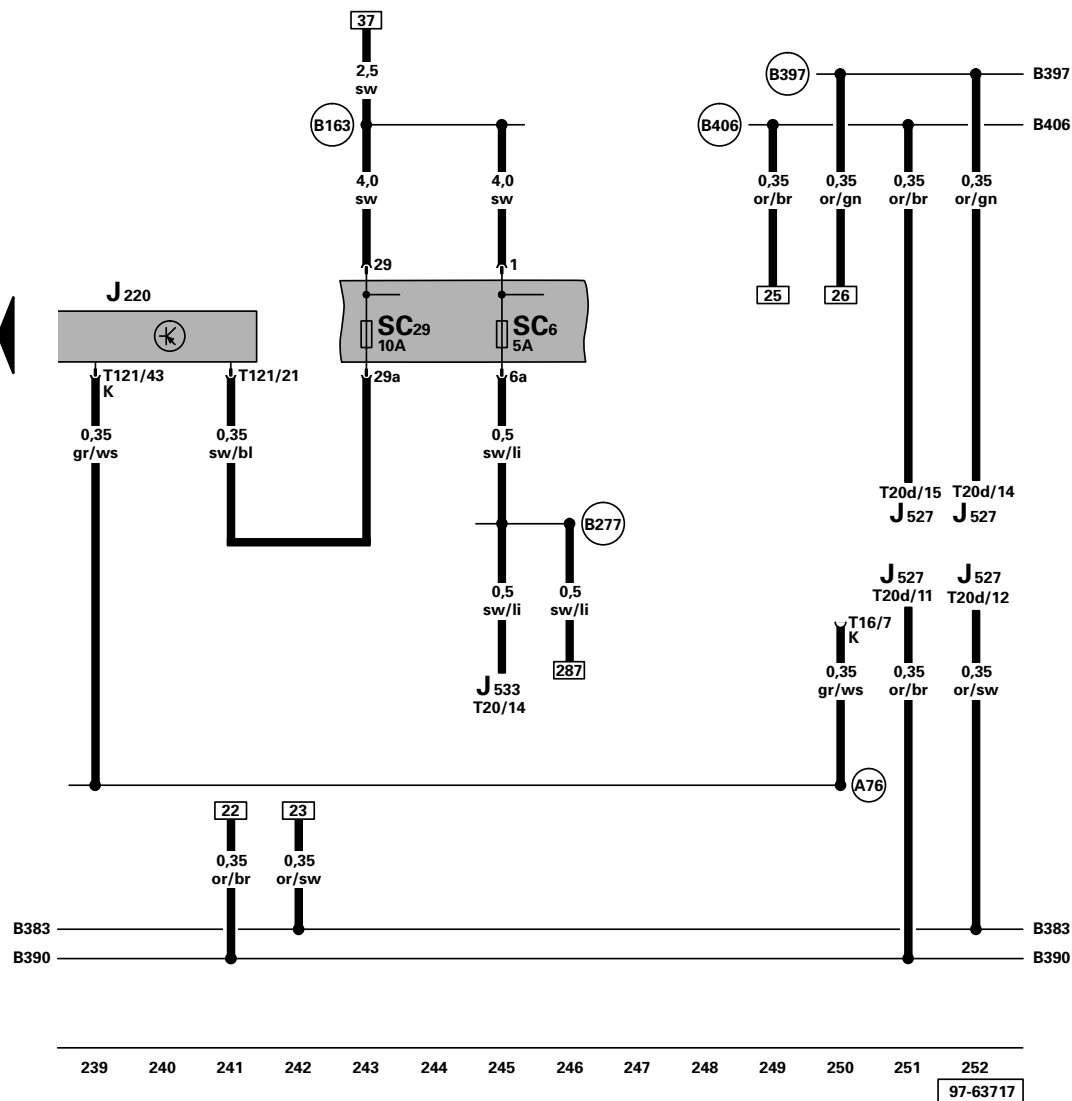 37
2,5
sw
B163
4,0
sw
4,0
sw
29
1
J 220
SC29
10A
SC6
5A
T121/43
K
T121/21
29a
6a
0,35
gr/ws
0,35
sw/bl
0,5
sw/li
B277
0,5
sw/li
0,5
sw/li
287
J 533
T20/14
B397
B397
B406
B406
0,35
or/br
0,35
or/gn
0,35
or/br
0,35
or/gn
25
26
T20d/15
J 527
T20d/14
J 527
J 527
T20d/11
J 527
T20d/12
T16/7
K
0,35
gr/ws
0,35
or/br
0,35
or/sw
A76
22
23
0,35
or/br
0,35
or/sw
B383
B383
B390
B390
239 240 241 242 243 244 245 246 247 248 249 250 251 252
97-63717